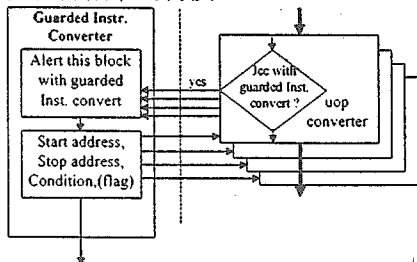 Guarded Instr.
Converter
Alert this block
with guarded
Inst. convert
yes
Jcc with
guarded Inst.
convert ?
uop
converter
Start address,
Stop address,
Condition,(flag)